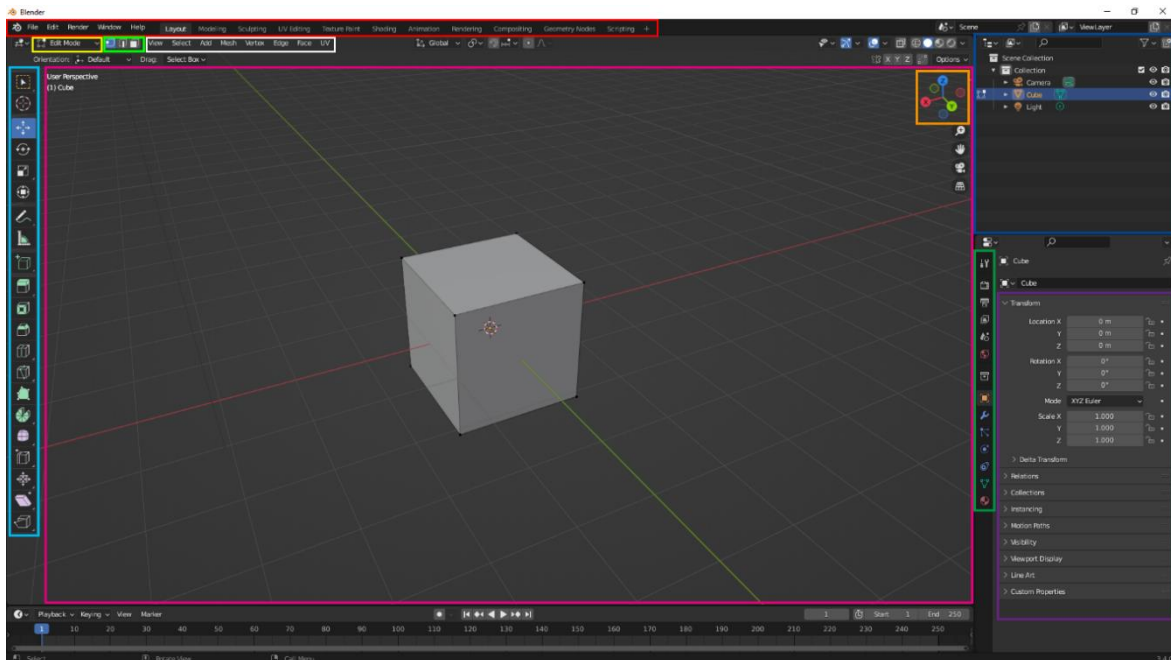 Blender
File Edit Render Window Help Layout Modeling Sculpting UV Editing Texture Paint Shading Animation Rendering Compositing Geometry Nodes Scripting + Scene ViewLayer
Edit Mode View Select Add Mesh Vertex Edge Face UV Global
Orientation: Default Drag: Select Box X Y Z Options
User Perspective
(1) Cube
Z
X
Y
Scene Collection
Collection
Camera
Cube
Light
Cube
Cube
Transform
Location X 0 m
Y 0 m
Z 0 m
Rotation X 0°
Y 0°
Z 0°
Mode XYZ Euler
Scale X 1.000
Y 1.000
Z 1.000
Delta Transform
Relations
Collections
Instancing
Motion Paths
Visibility
Viewport Display
Line Art
Custom Properties
Playback Keying View Marker 1 Start 1 End 250
1 10 20 30 40 50 60 70 80 90 100 110 120 130 140 150 160 170 180 190 200 210 220 230 240 250
Select Rotate View Call Menu